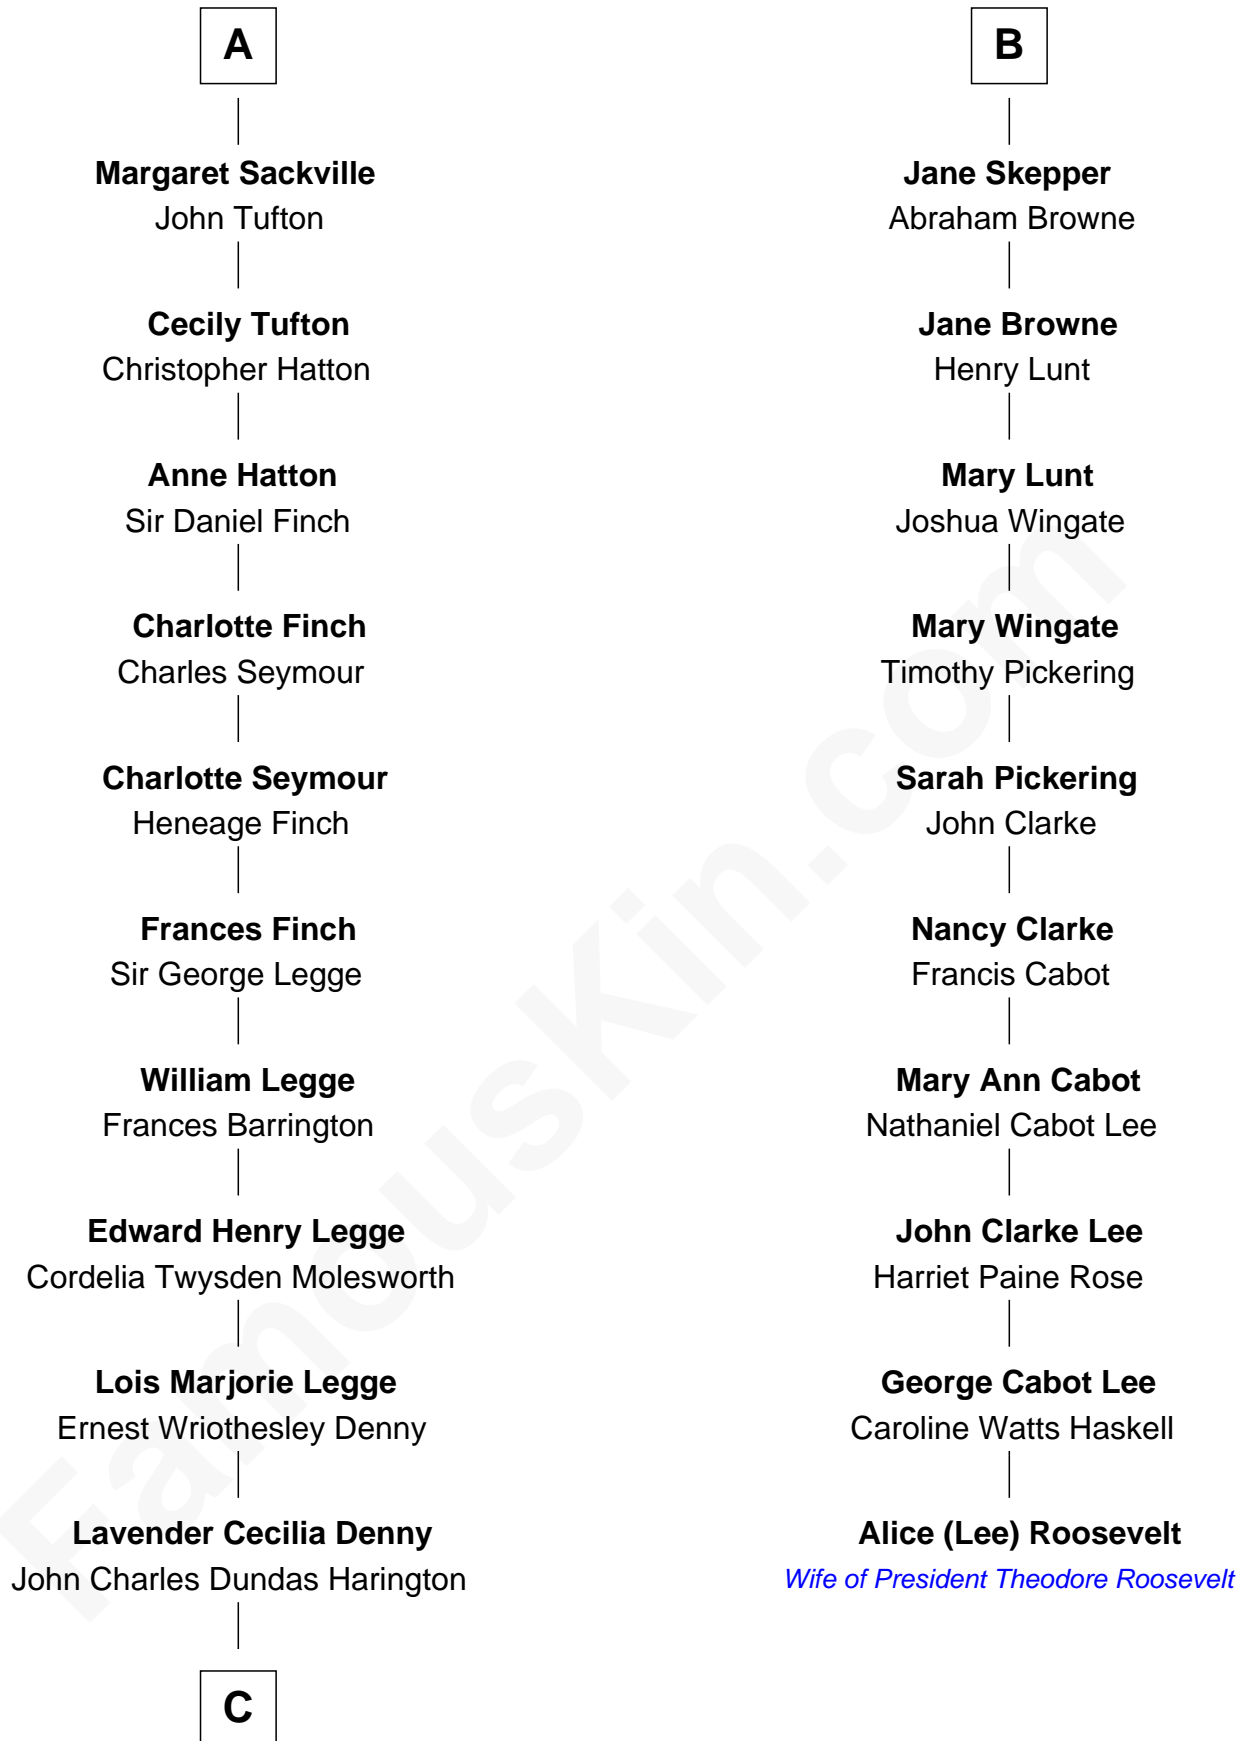 A
Margaret Sackville
John Tufton
Cecily Tufton
Christopher Hatton
Anne Hatton
Sir Daniel Finch
Charlotte Finch
Charles Seymour
Charlotte Seymour
Heneage Finch
Frances Finch
Sir George Legge
William Legge
Frances Barrington
Edward Henry Legge
Cordelia Twysden Molesworth
Lois Marjorie Legge
Ernest Wriothesley Denny
Lavender Cecilia Denny
John Charles Dundas Harington
C
B
Jane Skepper
Abraham Browne
Jane Browne
Henry Lunt
Mary Lunt
Joshua Wingate
Mary Wingate
Timothy Pickering
Sarah Pickering
John Clarke
Nancy Clarke
Francis Cabot
Mary Ann Cabot
Nathaniel Cabot Lee
John Clarke Lee
Harriet Paine Rose
George Cabot Lee
Caroline Watts Haskell
Alice (Lee) Roosevelt
Wife of President Theodore Roosevelt
FamousKin.com